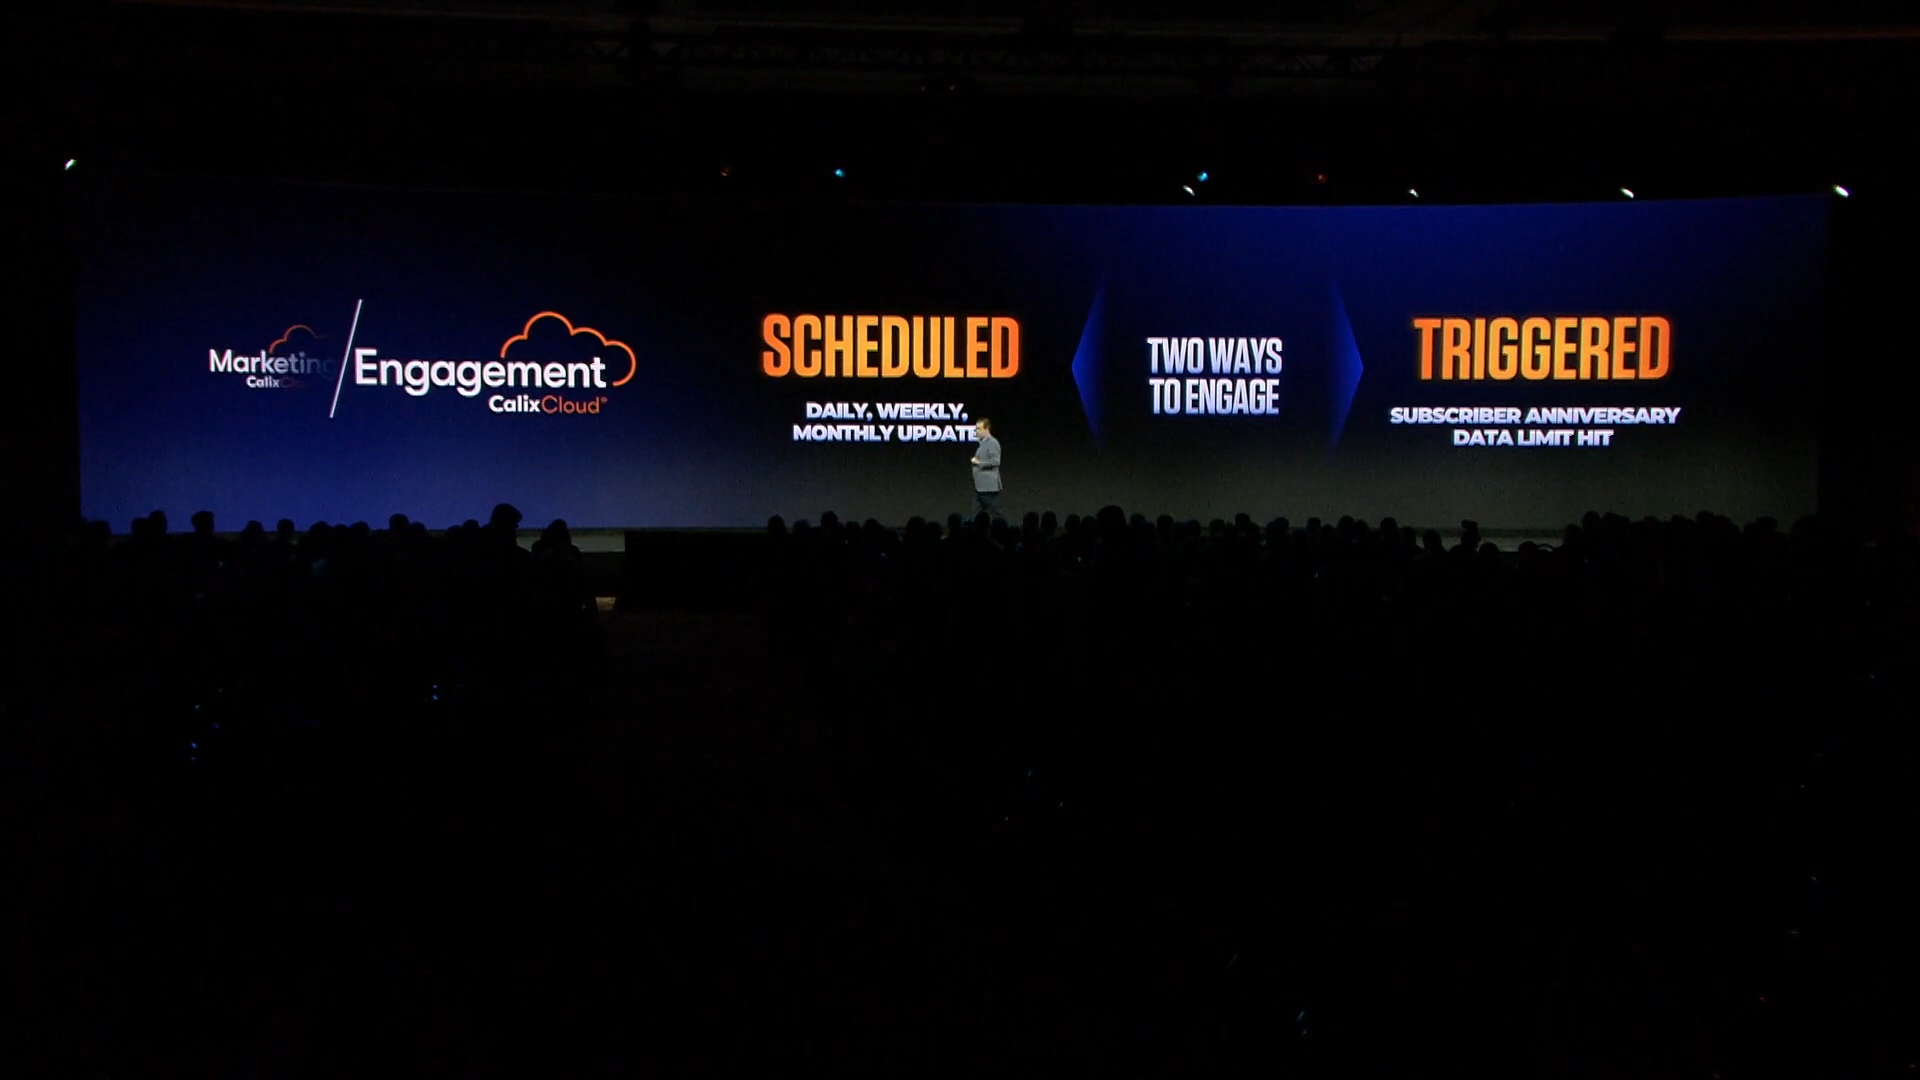 Marketing
Calix
Engagement
CalixCloud®
SCHEDULED
DAILY, WEEKLY,
MONTHLY UPDATE
TWO WAYS
TO ENGAGE
TRIGGERED
SUBSCRIBER ANNIVERSARY
DATA LIMIT HIT